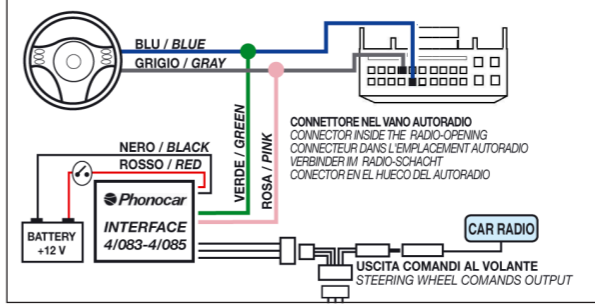 BLU / BLUE
GRIGIO / GRAY
CONNETTORE NEL VANO AUTORADIO
CONNECTOR INSIDE THE RADIO-OPENING
CONNECTEUR DANS L'EMPLACEMENT AUTORADIO
VERBINDER IM RADIO-SCHACHT
CONECTOR EN EL HUECO DEL AUTORADIO
NERO / BLACK
ROSSO / RED
VERDE / GREEN
ROSA / PINK
Phonocar
INTERFACE
4/083-4/085
BATTERY
+12 V
CAR RADIO
USCITA COMANDI AL VOLANTE
STEERING WHEEL COMANDS OUTPUT